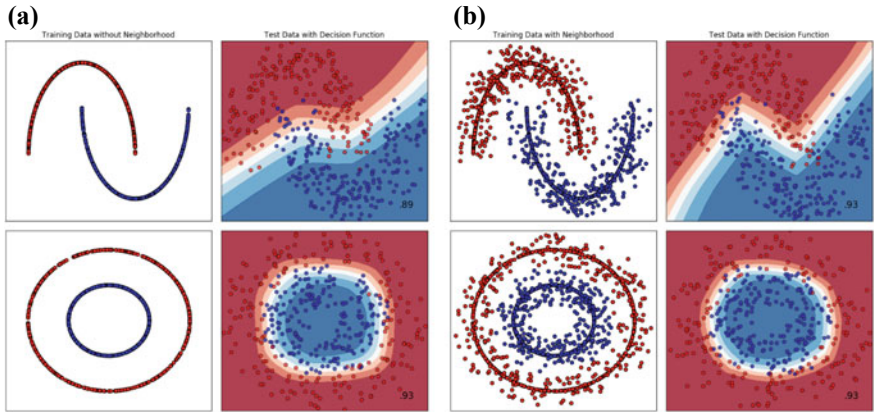 (a)
(b)
Training Data without Neighborhood
Test Data with Decision Function
Training Data with Neighborhood
Test Data with Decision Function
.89
.93
.93
.93